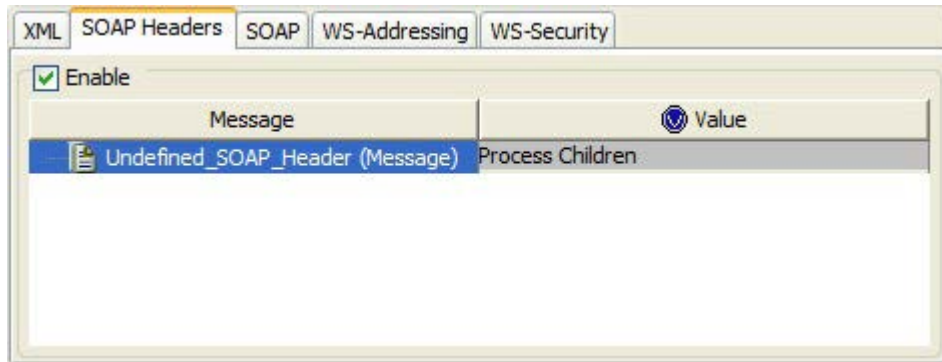 XML SOAP Headers SOAP WS-Addressing WS-Security
Enable
Message Value
Undefined_SOAP_Header (Message) Process Children